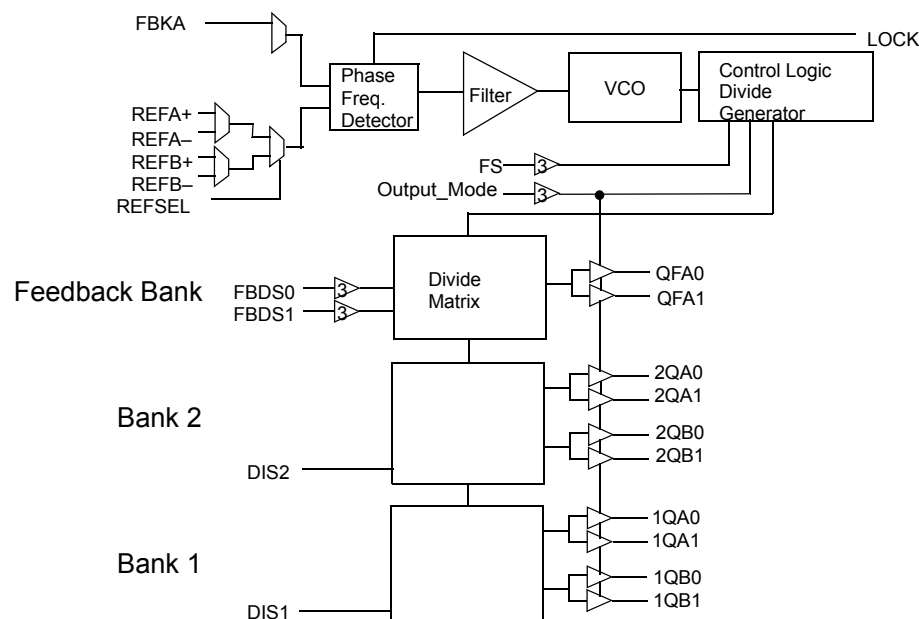 FBKA
LOCK
Phase
Freq.
Detector
Filter
VCO
Control Logic
Divide
Generator
REFA+
REFA–
REFB+
REFB–
REFSEL
FS
3
Output_Mode
3
Feedback Bank
FBDS0
3
FBDS1
3
Divide
Matrix
QFA0
QFA1
Bank 2
2QA0
2QA1
2QB0
2QB1
DIS2
Bank 1
1QA0
1QA1
1QB0
1QB1
DIS1